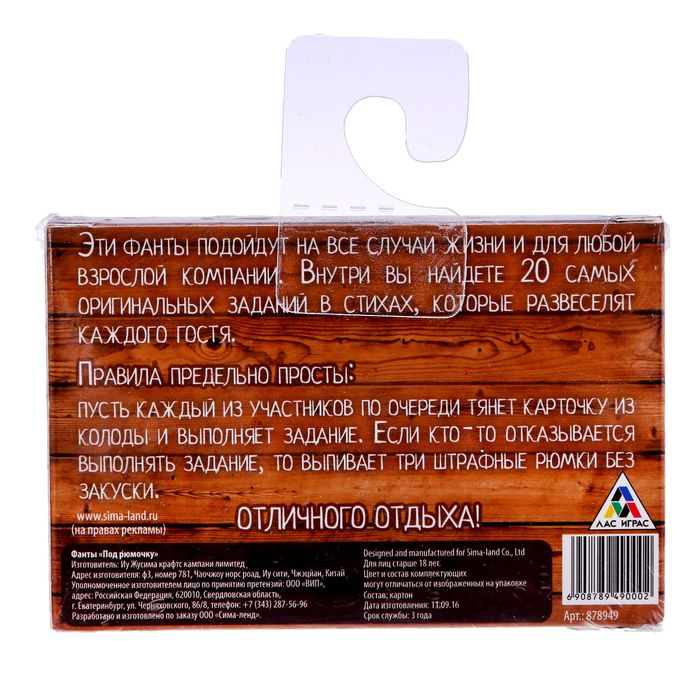 Эти фанты подойдут на все случаи жизни и для любой
взрослой компании. Внутри вы найдете 20 самых
оригинальных заданий в стихах, которые развеселят
каждого гостя.
Правила предельно просты:
пусть каждый из участников по очереди тянет карточку из
колоды и выполняет задание. Если кто-то отказывается
выполнять задание, то выпивает три штрафные рюмки без
закуски.
www.sima-land.ru
(на правах рекламы)
ОТЛИЧНОГО ОТДЫХА!
ЛАС ИГРАС
Фанты «Под рюмочку»
Изготовитель: Иу Жусима крафтс кампани лимитед
Адрес изготовителя: ф3, номер 781, Чаочжоу норс роад, Иу сити, Чжэцйан, Китай
Уполномоченное изготовителем лицо по принятию претензий: ООО «ВИП»,
адрес: Российская Федерация, 620010, Свердловская область,
г. Екатеринбург, ул. Черняховского, 86/8, телефон: +7 (343) 287-56-96
Разработано и изготовлено по заказу ООО «Сима-ленд».
Designed and manufactured for Sima-land Co., Ltd
Для лиц старше 18 лет.
Цвет и состав комплектующих
могут отличаться от изображенных на упаковке
Состав: картон
Дата изготовления: 11.09.16
Срок службы: 3 года
6 908789 490002
Арт.: 878949